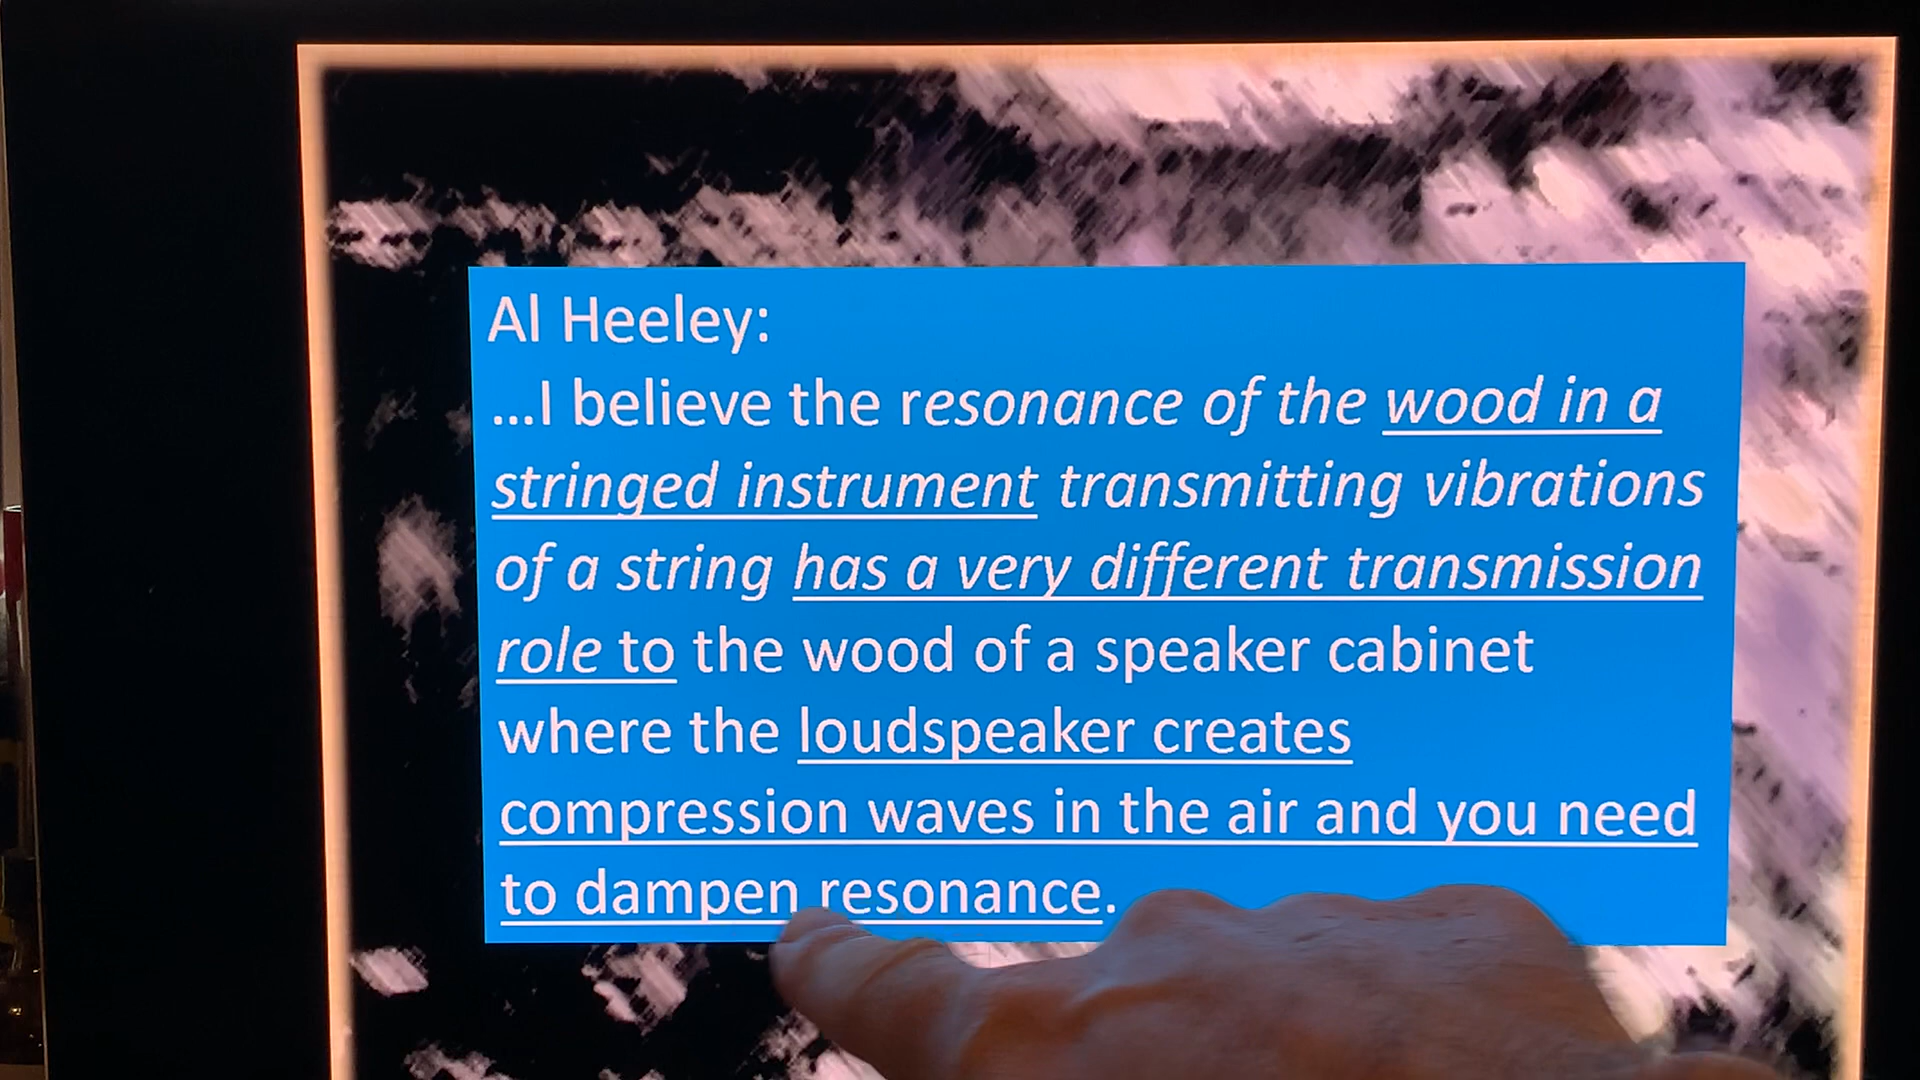 Al Heeley:
...I believe the resonance of the wood in a
stringed instrument transmitting vibrations
of a string has a very different transmission
role to the wood of a speaker cabinet
where the loudspeaker creates
compression waves in the air and you need
to dampen resonance.